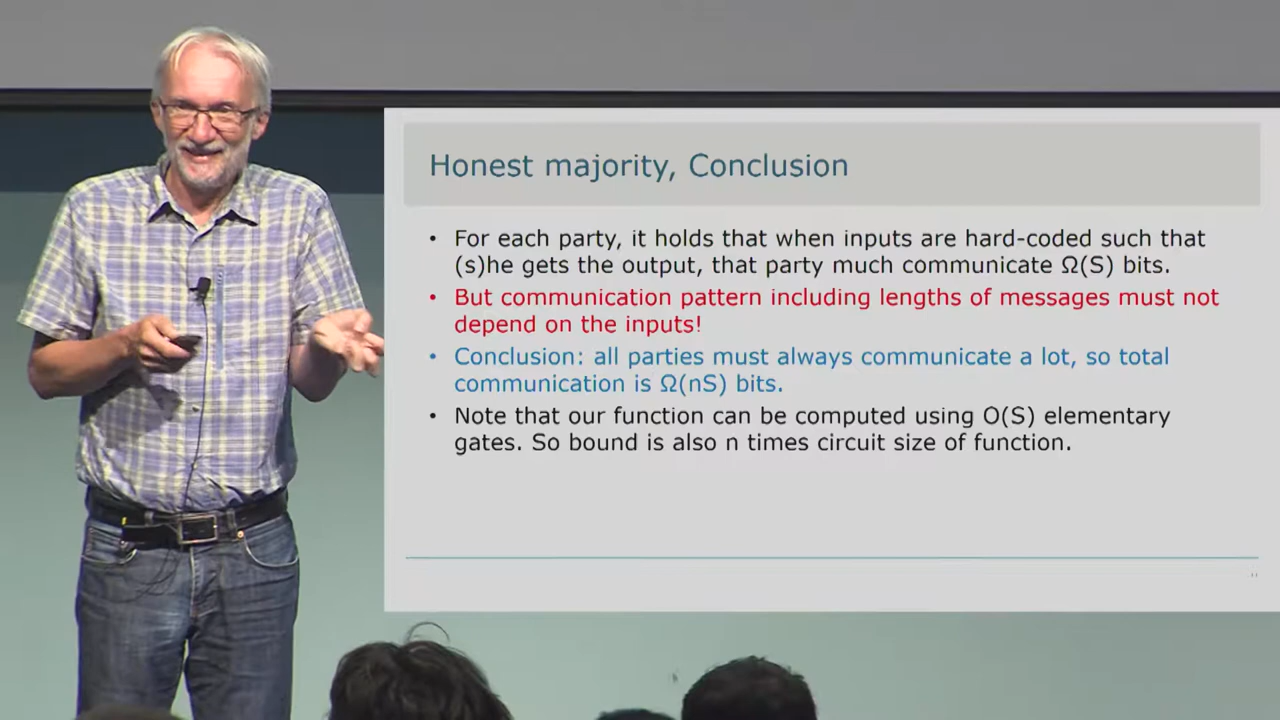 Honest majority, Conclusion
• For each party, it holds that when inputs are hard-coded such that
(s)he gets the output, that party much communicate Ω(S) bits.
• But communication pattern including lengths of messages must not
depend on the inputs!
• Conclusion: all parties must always communicate a lot, so total
communication is Ω(nS) bits.
• Note that our function can be computed using O(S) elementary
gates. So bound is also n times circuit size of function.